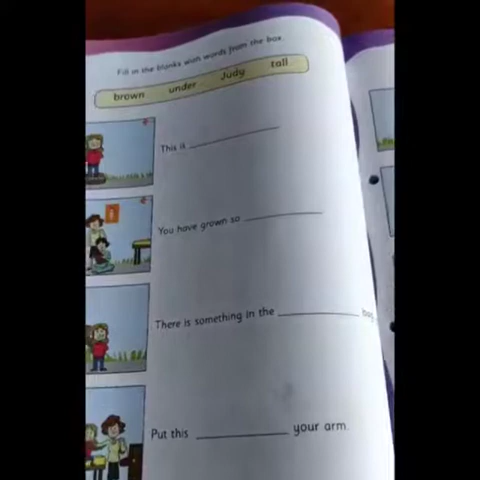 Fill in the blanks with words from the box.
brown under Judy tall
This is
You have grown so
There is something in the bag
Put this your arm.